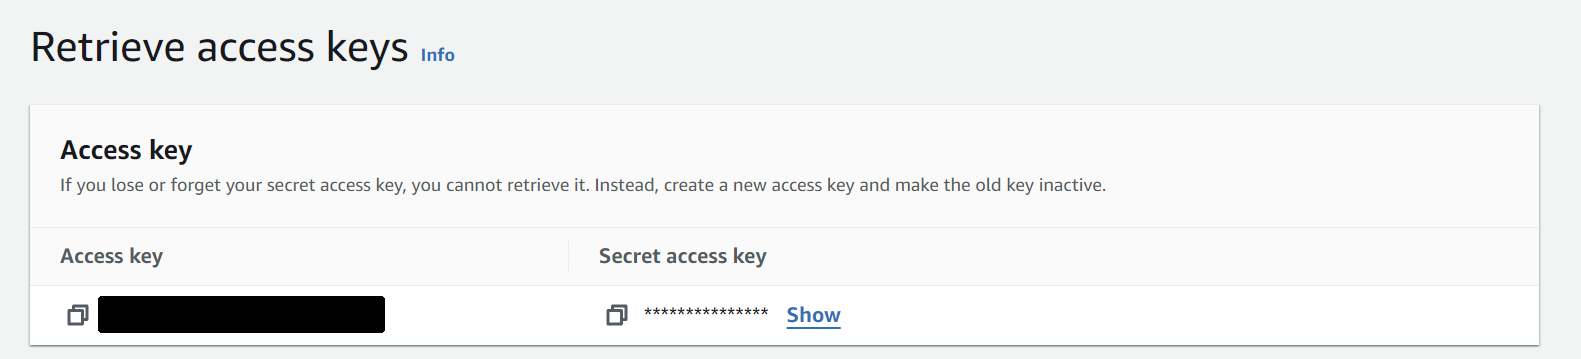 Retrieve access keys Info
Access key
If you lose or forget your secret access key, you cannot retrieve it. Instead, create a new access key and make the old key inactive.
Access key Secret access key
*************** Show